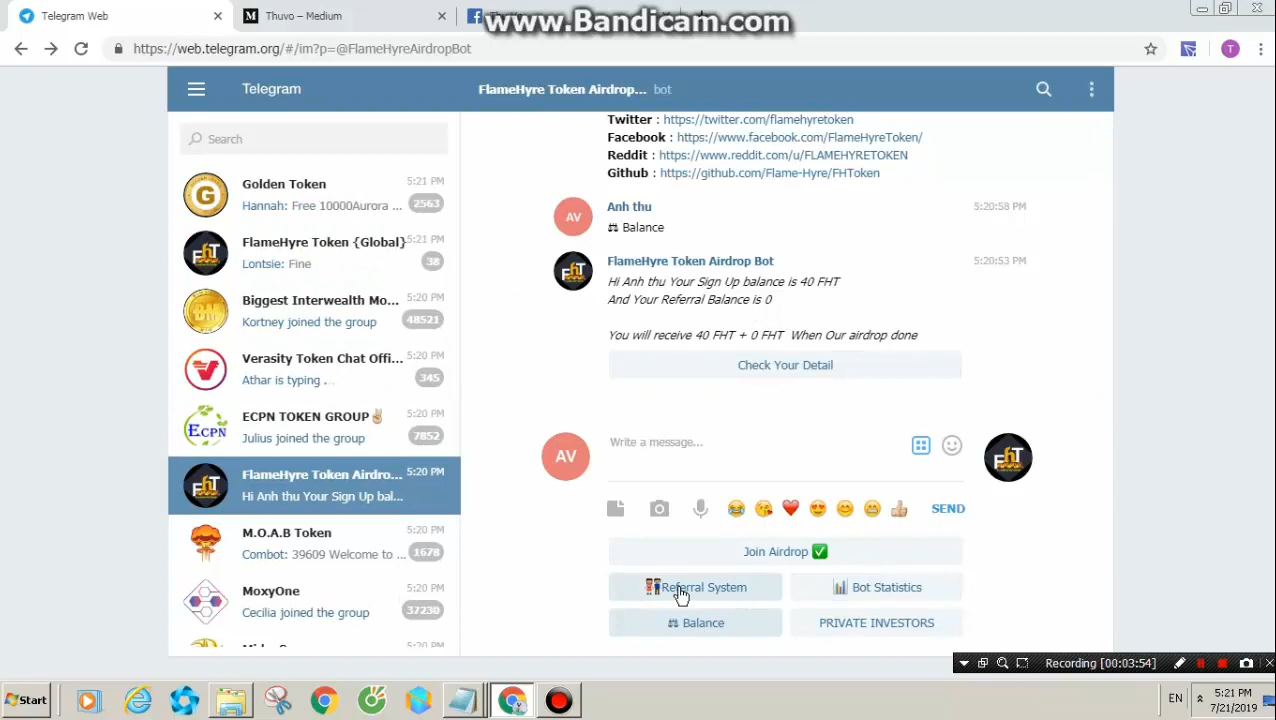 Telegram Web
Thuvo – Medium
www.Bandicam.com
https://web.telegram.org/#/im?p=@FlameHyreAirdropBot
T
Telegram
FlameHyre Token Airdrop... bot
Search
Golden Token 5:21 PM
Hannah: Free 10000Aurora ... 2563
FlameHyre Token {Global} 5:21 PM
Lontsie: Fine 38
Biggest Interwealth Mo... 5:20 PM
Kortney joined the group 48521
Verasity Token Chat Offi... 5:20 PM
Athar is typing .. 345
ECPN TOKEN GROUP✌ 5:20 PM
Julius joined the group 7852
FlameHyre Token Airdro... 5:20 PM
Hi Anh thu Your Sign Up bal...
M.O.A.B Token 5:20 PM
Combot: 39609 Welcome to ... 1678
MoxyOne 5:20 PM
Cecilia joined the group 37230
5:20 PM
Twitter : https://twitter.com/flamehyretoken
Facebook : https://www.facebook.com/FlameHyreToken/
Reddit : https://www.reddit.com/u/FLAMEHYRETOKEN
Github : https://github.com/Flame-Hyre/FHToken
AV Anh thu 5:20:58 PM
⚖ Balance
FlameHyre Token Airdrop Bot 5:20:53 PM
Hi Anh thu Your Sign Up balance is 40 FHT
And Your Referral Balance is 0
You will receive 40 FHT + 0 FHT When Our airdrop done
Check Your Detail
AV Write a message...
SEND
Join Airdrop ✅
👫Referral System 📊 Bot Statistics
⚖ Balance PRIVATE INVESTORS
Recording [00:03:54]
Start
EN
5:21 PM
7/21/2019